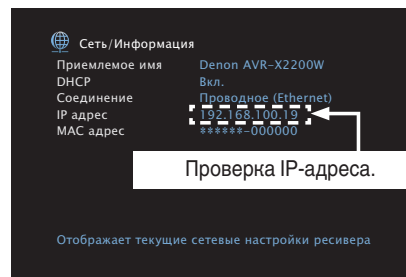 Сеть/Информация
Приемлемое имя Denon AVR-X2200W
DHCP Вкл.
Соединение Проводное (Ethernet)
IP адрес 192.168.100.19
MAC адрес ******-000000
Проверка IP-адреса.
Отображает текущие сетевые настройки ресивера